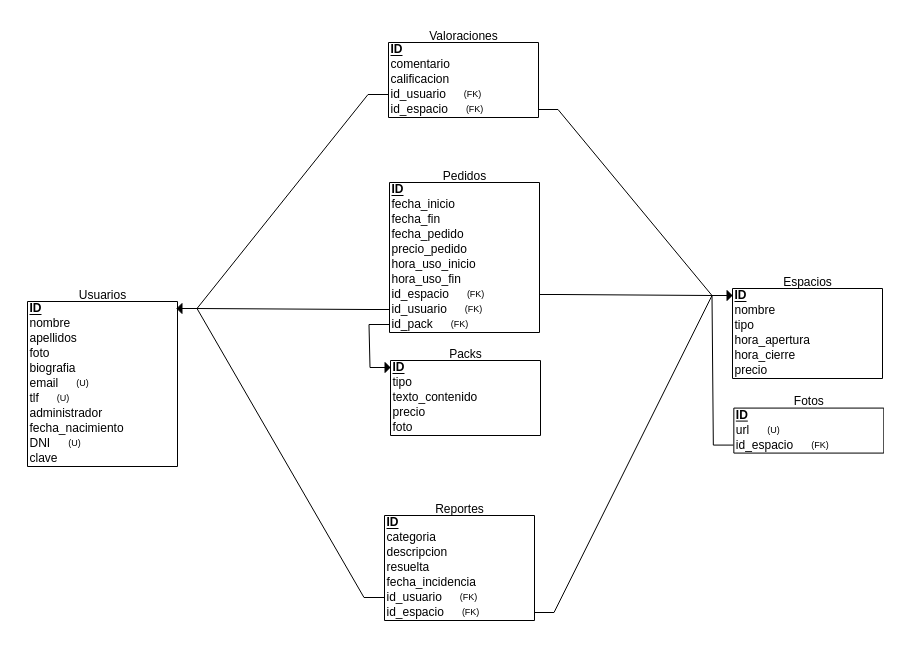 Valoraciones
ID
comentario
calificacion
id_usuario (FK)
id_espacio (FK)
Pedidos
ID
fecha_inicio
fecha_fin
fecha_pedido
precio_pedido
hora_uso_inicio
hora_uso_fin
id_espacio (FK)
id_usuario (FK)
id_pack (FK)
Usuarios
ID
nombre
apellidos
foto
biografia
email (U)
tlf (U)
administrador
fecha_nacimiento
DNI (U)
clave
Espacios
ID
nombre
tipo
hora_apertura
hora_cierre
precio
Packs
ID
tipo
texto_contenido
precio
foto
Fotos
ID
url (U)
id_espacio (FK)
Reportes
ID
categoria
descripcion
resuelta
fecha_incidencia
id_usuario (FK)
id_espacio (FK)